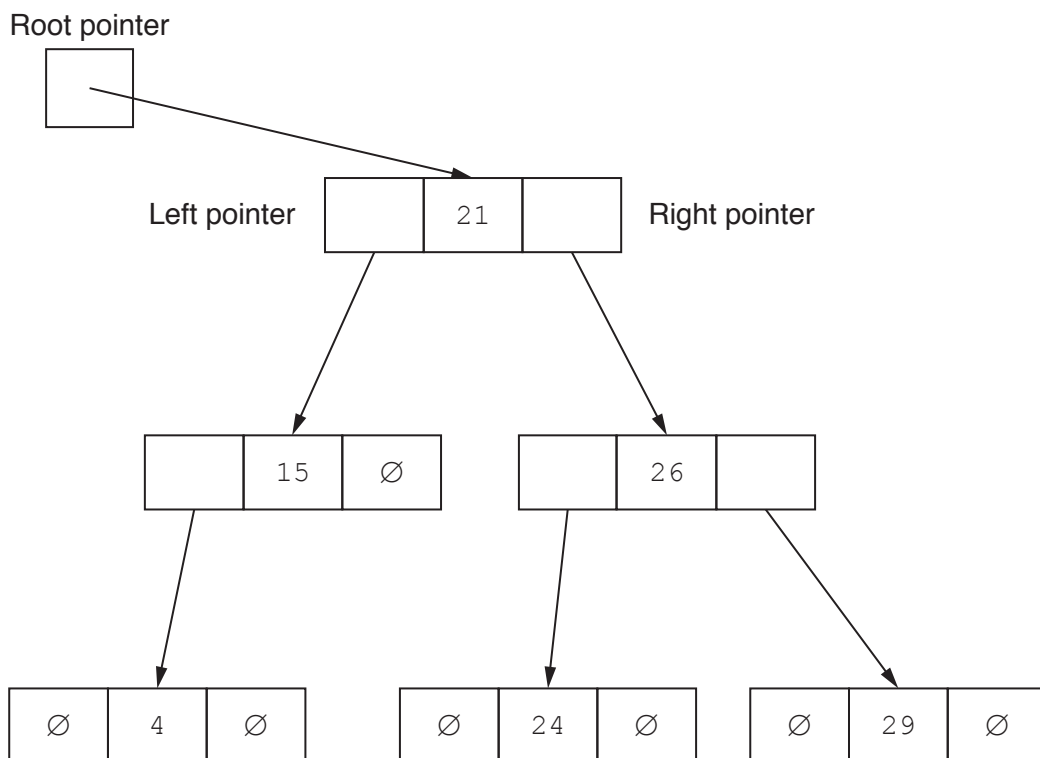 Root pointer
Left pointer 21 Right pointer
15 ∅ 26
∅ 4 ∅ ∅ 24 ∅ ∅ 29 ∅